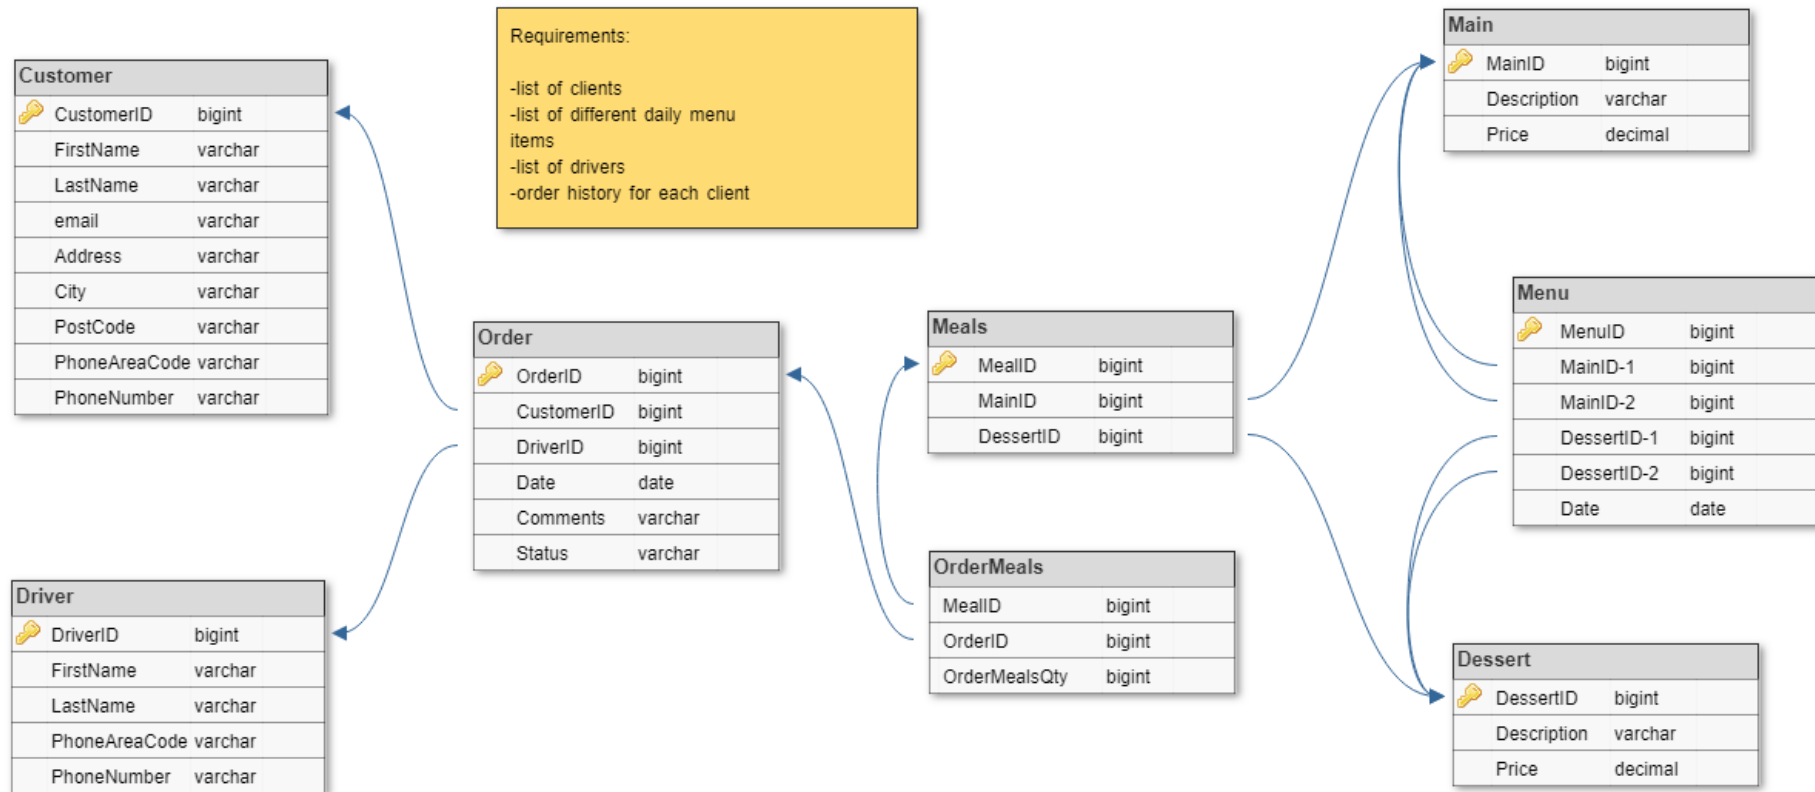 Requirements:
-list of clients
-list of different daily menu
items
-list of drivers
-order history for each client
Customer
CustomerID bigint
FirstName varchar
LastName varchar
email varchar
Address varchar
City varchar
PostCode varchar
PhoneAreaCode varchar
PhoneNumber varchar
Driver
DriverID bigint
FirstName varchar
LastName varchar
PhoneAreaCode varchar
PhoneNumber varchar
Order
OrderID bigint
CustomerID bigint
DriverID bigint
Date date
Comments varchar
Status varchar
Meals
MealID bigint
MainID bigint
DessertID bigint
OrderMeals
MealID bigint
OrderID bigint
OrderMealsQty bigint
Main
MainID bigint
Description varchar
Price decimal
Menu
MenuID bigint
MainID-1 bigint
MainID-2 bigint
DessertID-1 bigint
DessertID-2 bigint
Date date
Dessert
DessertID bigint
Description varchar
Price decimal